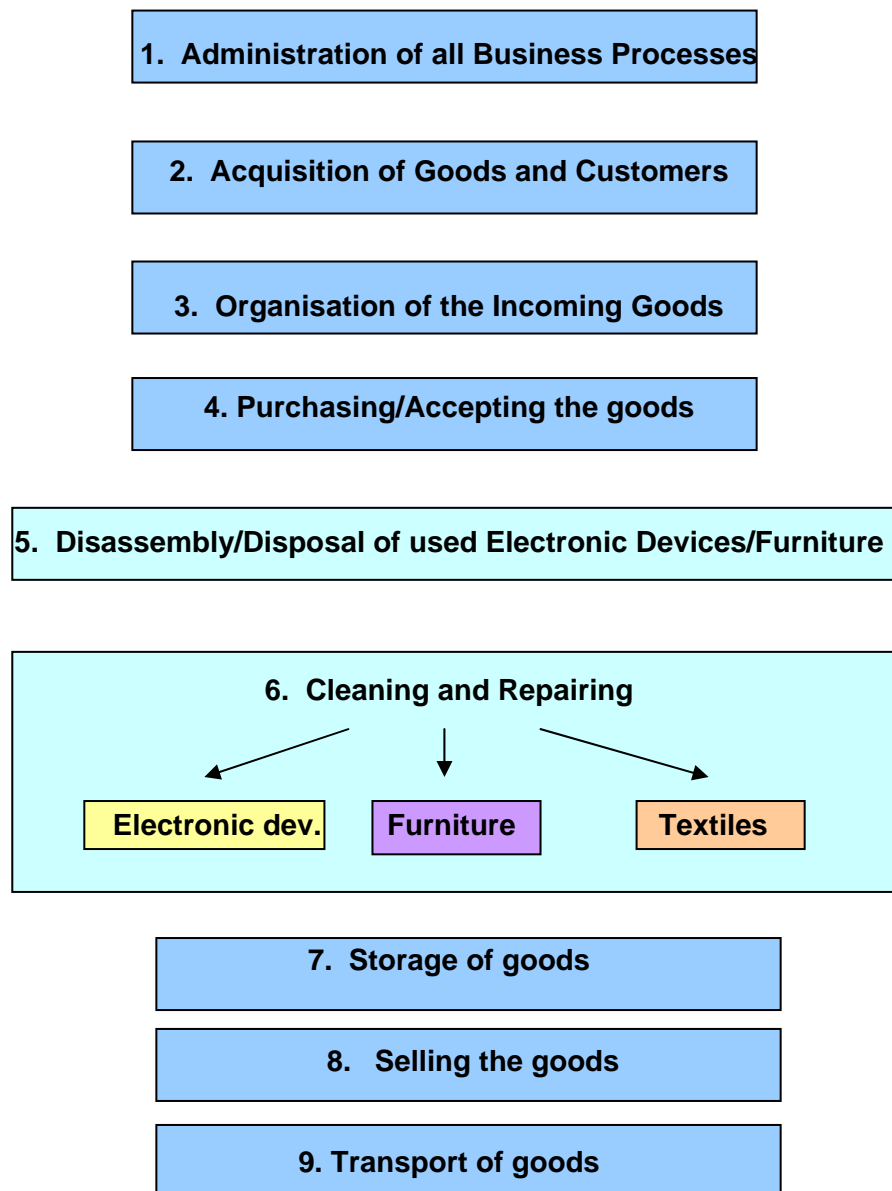 1. Administration of all Business Processes
2. Acquisition of Goods and Customers
3. Organisation of the Incoming Goods
4. Purchasing/Accepting the goods
5. Disassembly/Disposal of used Electronic Devices/Furniture
6. Cleaning and Repairing
Electronic dev. Furniture Textiles
7. Storage of goods
8. Selling the goods
9. Transport of goods